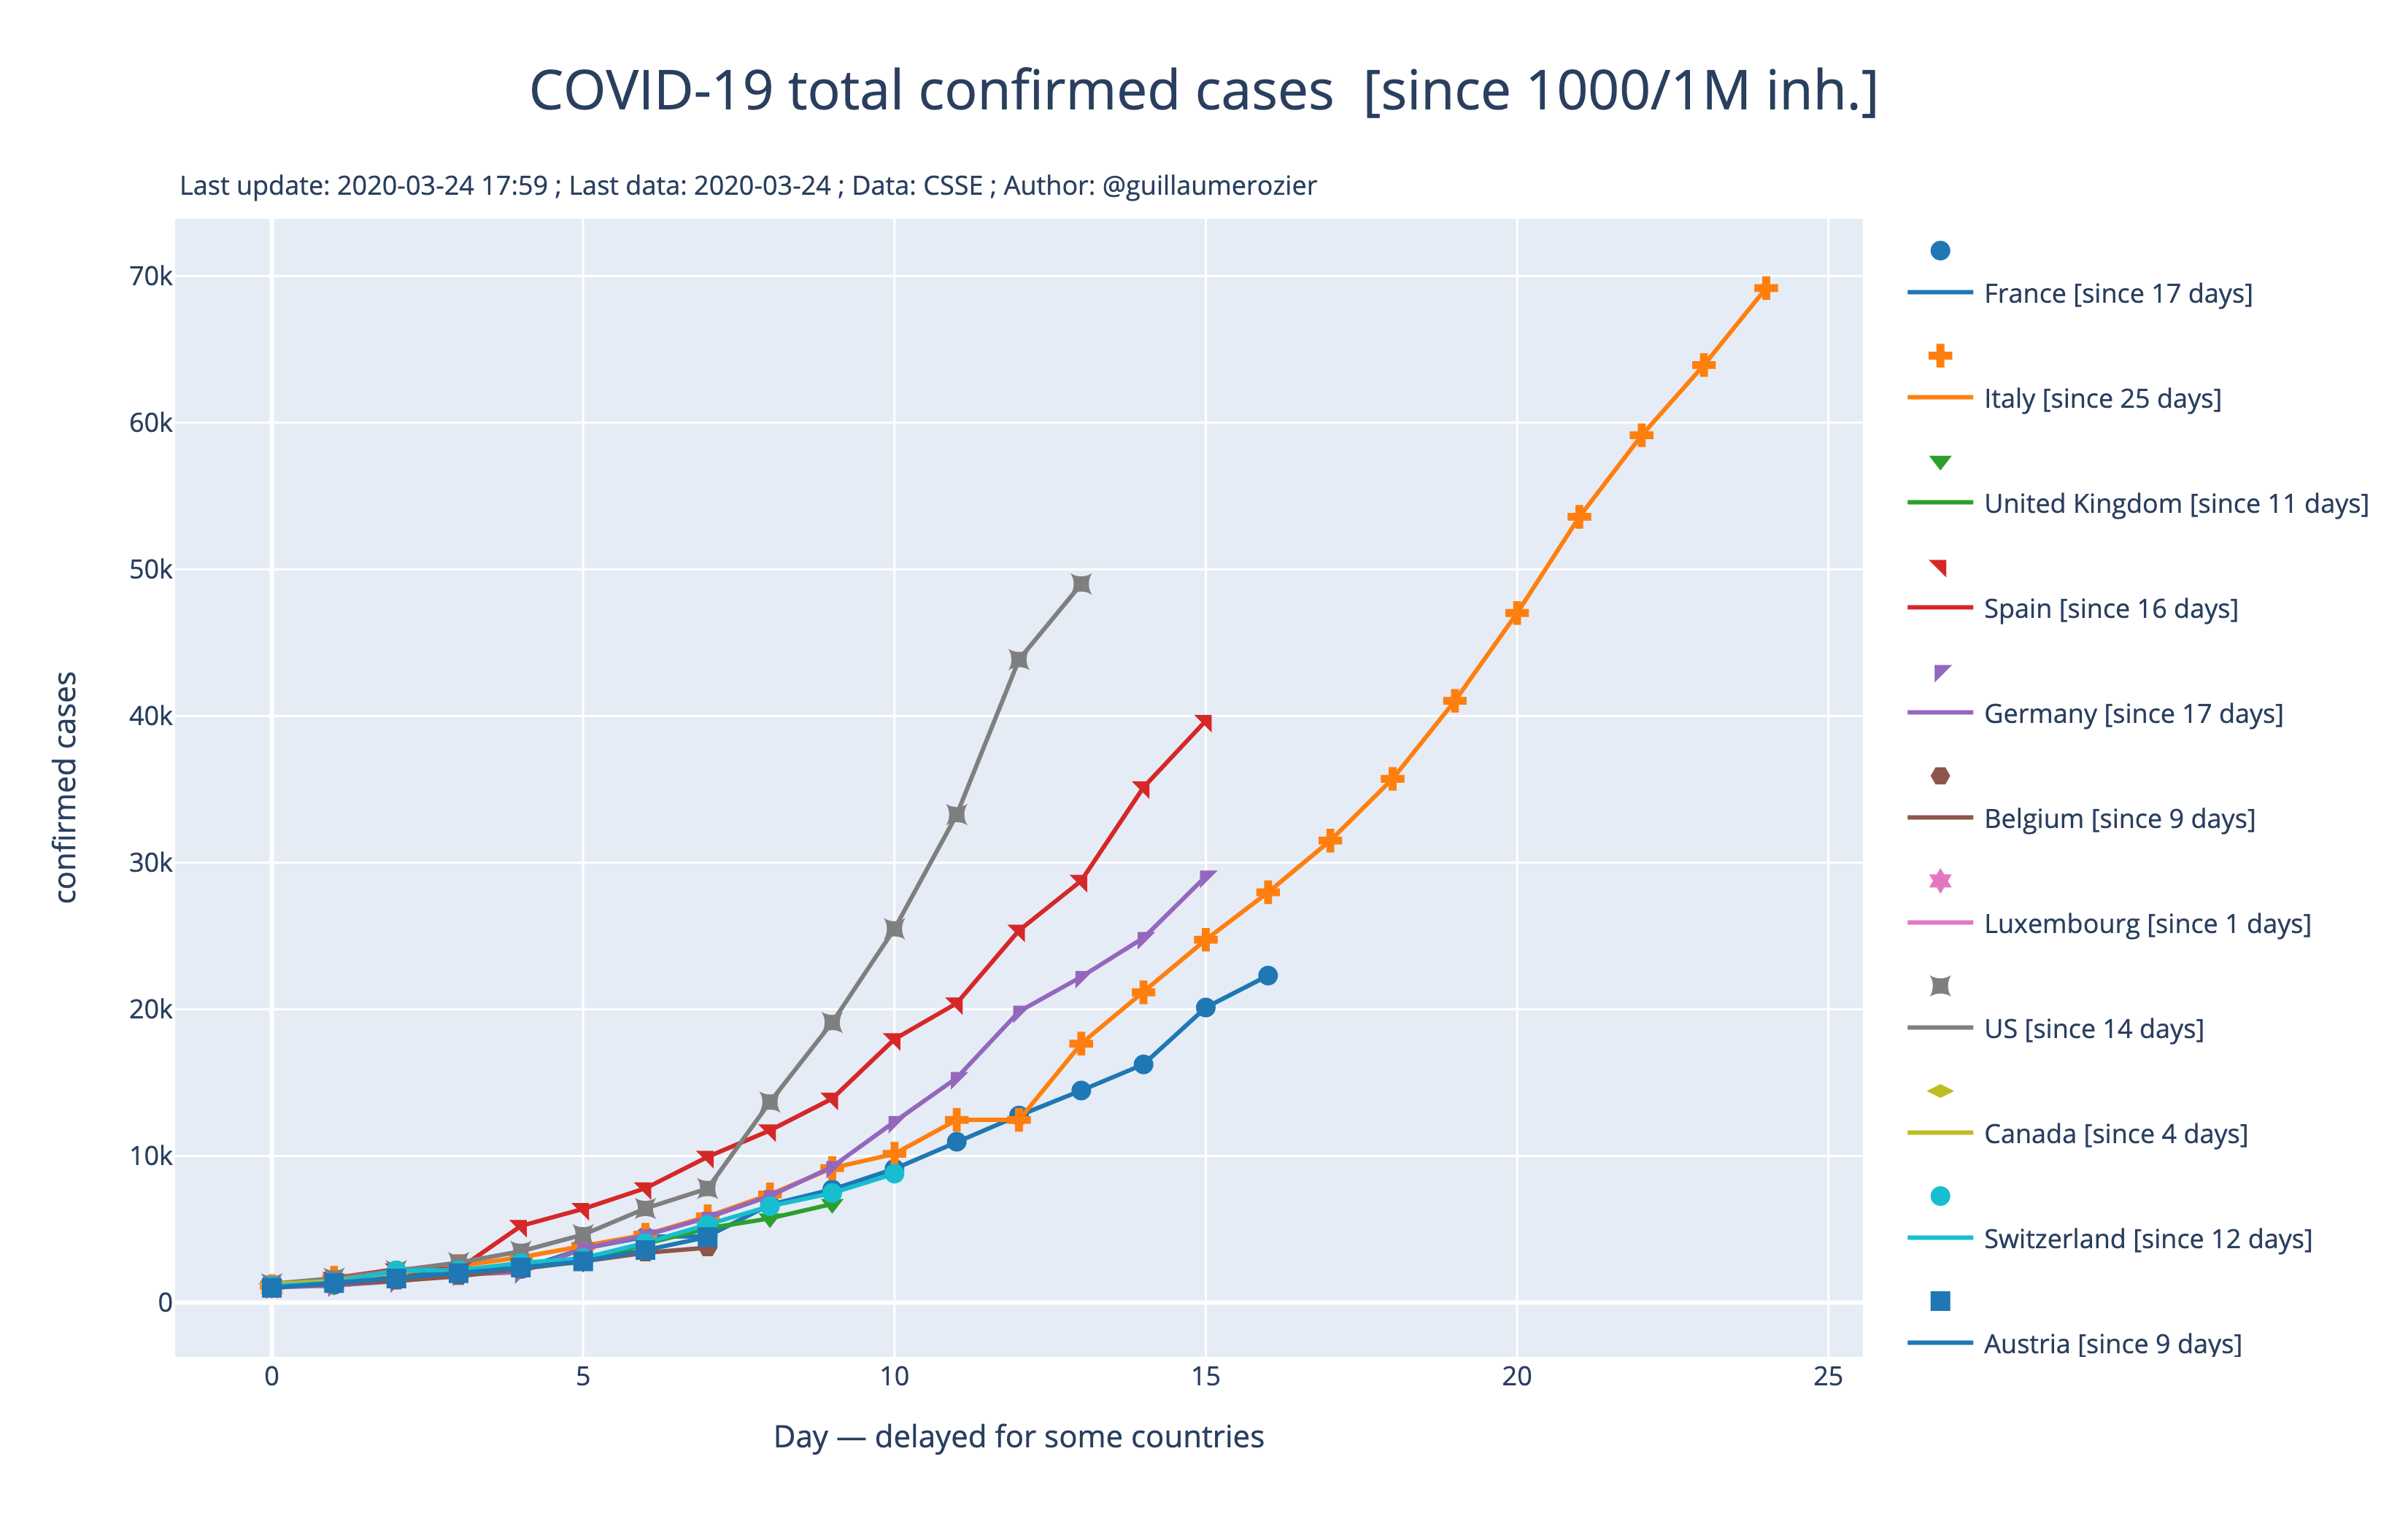 COVID-19 total confirmed cases [since 1000/1M inh.]
Last update: 2020-03-24 17:59 ; Last data: 2020-03-24 ; Data: CSSE ; Author: @guillaumerozier
70k
60k
50k
40k
30k
20k
10k
0
confirmed cases
0 5 10 15 20 25
Day — delayed for some countries
France [since 17 days]
Italy [since 25 days]
United Kingdom [since 11 days]
Spain [since 16 days]
Germany [since 17 days]
Belgium [since 9 days]
Luxembourg [since 1 days]
US [since 14 days]
Canada [since 4 days]
Switzerland [since 12 days]
Austria [since 9 days]